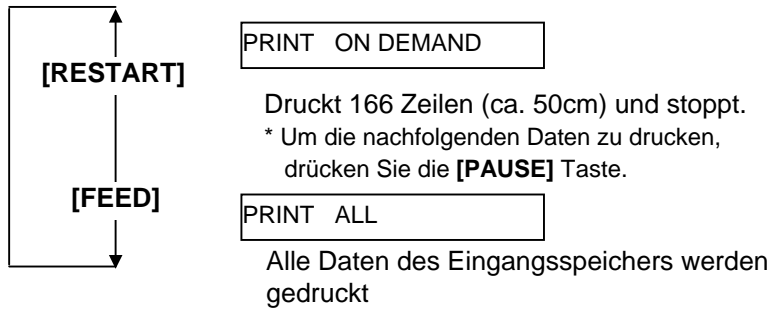 PRINT ON DEMAND
[RESTART]
Druckt 166 Zeilen (ca. 50cm) und stoppt.
* Um die nachfolgenden Daten zu drucken,
drücken Sie die [PAUSE] Taste.
[FEED]
PRINT ALL
Alle Daten des Eingangsspeichers werden
gedruckt